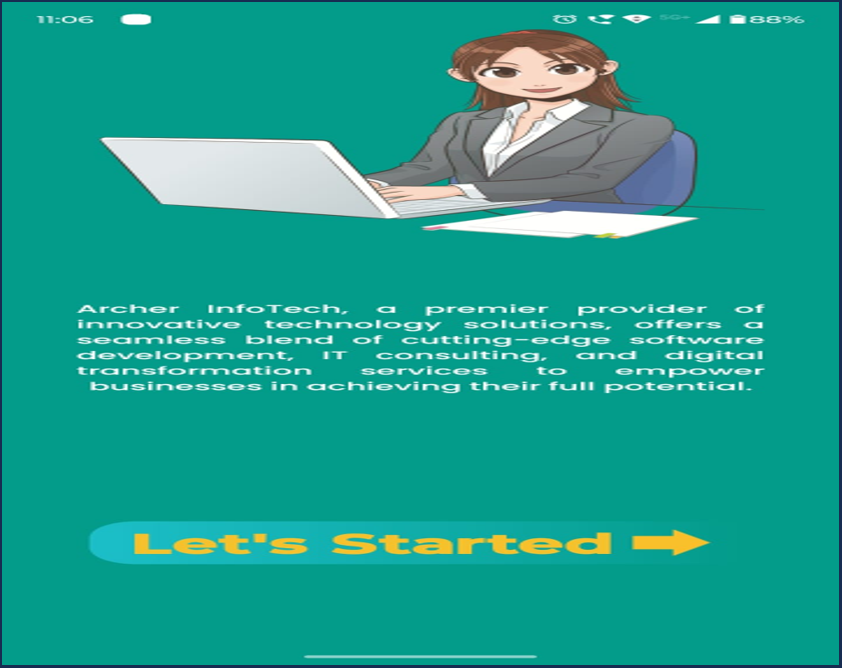 11:06 5G+ 88%
Archer InfoTech, a premier provider of
innovative technology solutions, offers a
seamless blend of cutting-edge software
development, IT consulting, and digital
transformation services to empower
businesses in achieving their full potential.
Let's Started